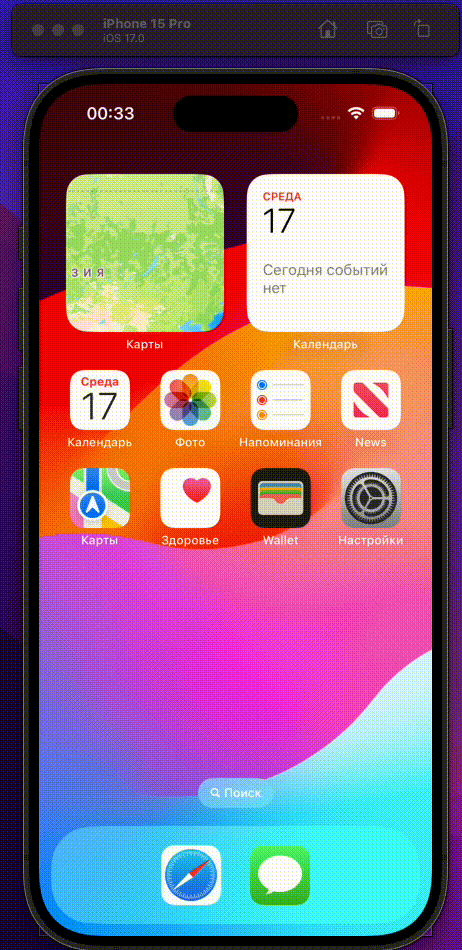 iPhone 15 Pro
iOS 17.0
00:33
ЗИЯ
СРЕДА
17
Сегодня событий
нет
Карты
Календарь
Среда
17
Календарь
Фото
Напоминания
News
Карты
Здоровье
Wallet
Настройки
Поиск